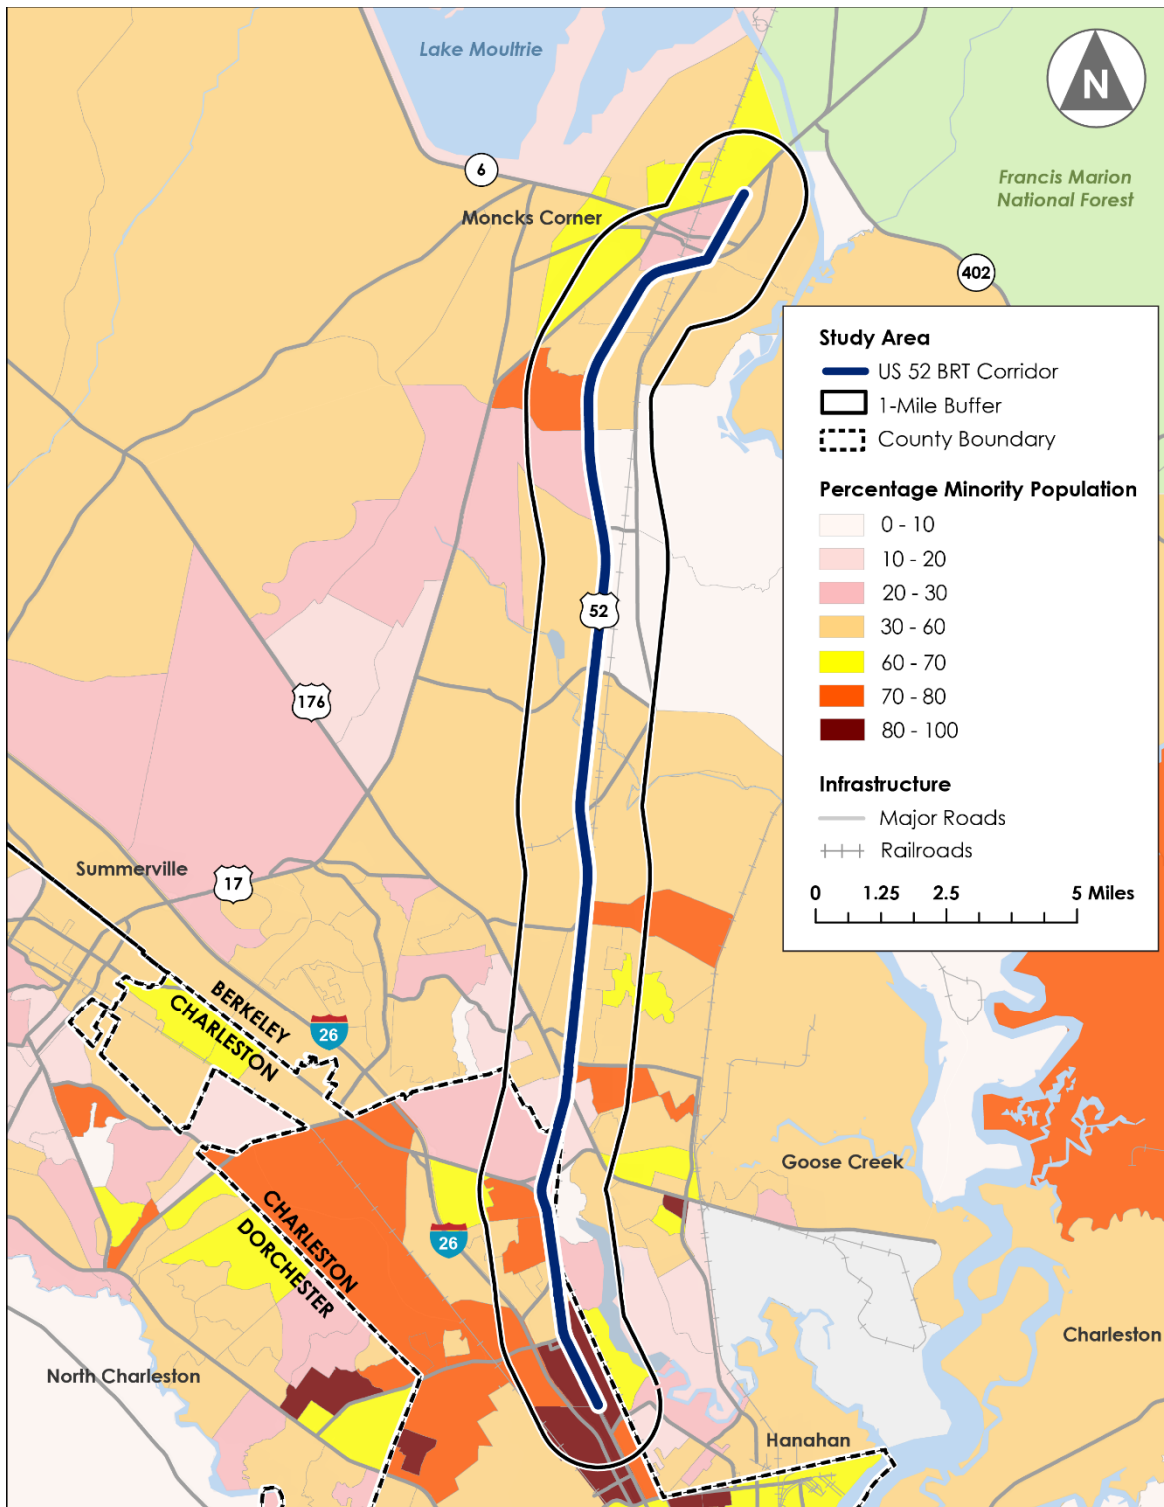 Lake Moultrie
N
6
Francis Marion
National Forest
Moncks Corner
402
Study Area
US 52 BRT Corridor
1-Mile Buffer
County Boundary
Percentage Minority Population
0 - 10
10 - 20
20 - 30
30 - 60
60 - 70
70 - 80
80 - 100
Infrastructure
Major Roads
Railroads
0 1.25 2.5 5 Miles
52
176
Summerville
17
BERKELEY
CHARLESTON
26
Goose Creek
CHARLESTON
DORCHESTER
26
Charleston
North Charleston
Hanahan